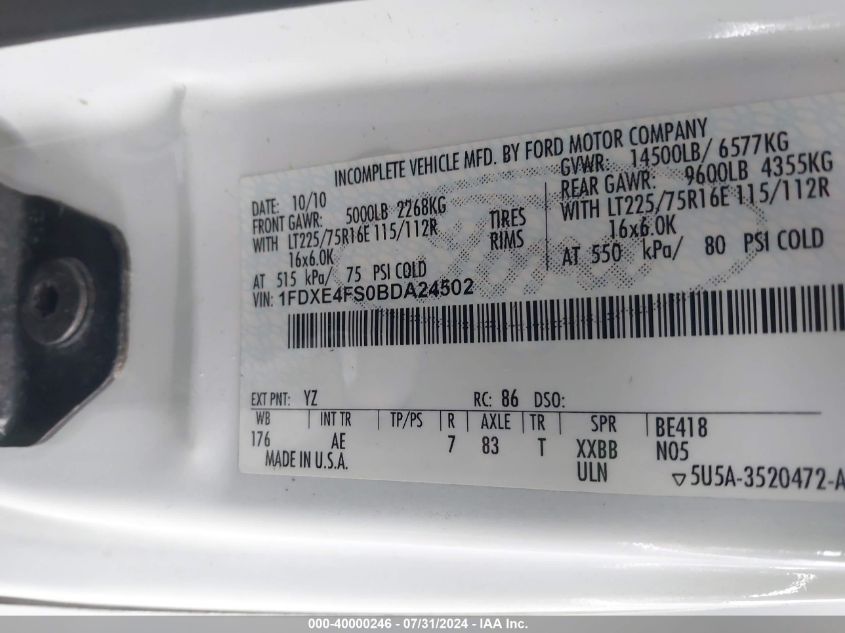 INCOMPLETE VEHICLE MFD. BY FORD MOTOR COMPANY
DATE: 10/10
GVWR: 14500LB/ 6577KG
FRONT GAWR: 5000LB 2268KG
REAR GAWR: 9600LB 4355KG
WITH LT225/75R16E 115/112R TIRES WITH LT225/75R16E 115/112R
16x6.0K RIMS 16x6.0K
AT 515 kPa/ 75 PSI COLD AT 550 kPa/ 80 PSI COLD
VIN: 1FDXE4FS0BDA24502
EXT PNT: YZ RC: 86 DSO:
WB INT TR TP/PS R AXLE TR SPR BE418
176 AE 7 83 T XXBB N05
MADE IN U.S.A. ULN ▽5U5A-3520472-A
000-40000246 - 07/31/2024 - IAA Inc.